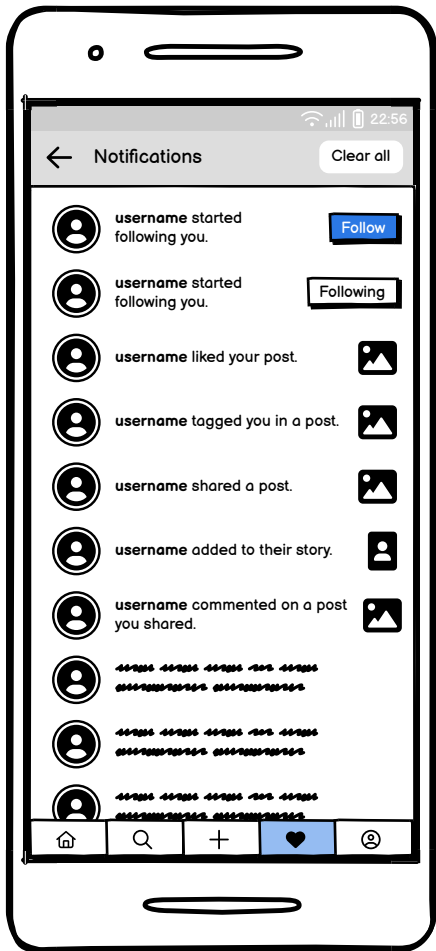 22:56
Notifications
Clear all
username started
following you.
Follow
username started
following you.
Following
username liked your post.
username tagged you in a post.
username shared a post.
username added to their story.
username commented on a post
you shared.